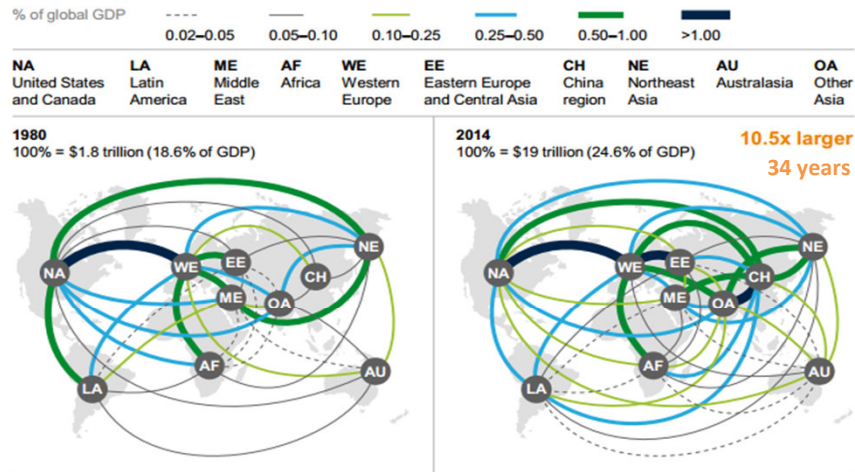 % of global GDP
0.02–0.05 0.05–0.10 0.10–0.25 0.25–0.50 0.50–1.00 >1.00
NA LA ME AF WE EE CH NE AU OA
United States Latin Middle Africa Western Eastern Europe China Northeast Australasia Other
and Canada America East Europe and Central Asia region Asia Asia
1980
100% = $1.8 trillion (18.6% of GDP)
NA
WE
EE
NE
CH
ME
OA
AF
AU
LA
2014
100% = $19 trillion (24.6% of GDP)
10.5x larger
34 years
NA
WE
EE
NE
CH
ME
OA
AF
AU
LA